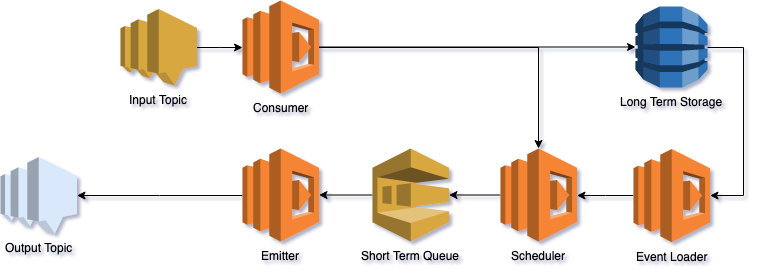 Input Topic
Consumer
Long Term Storage
Output Topic
Emitter
Short Term Queue
Scheduler
Event Loader